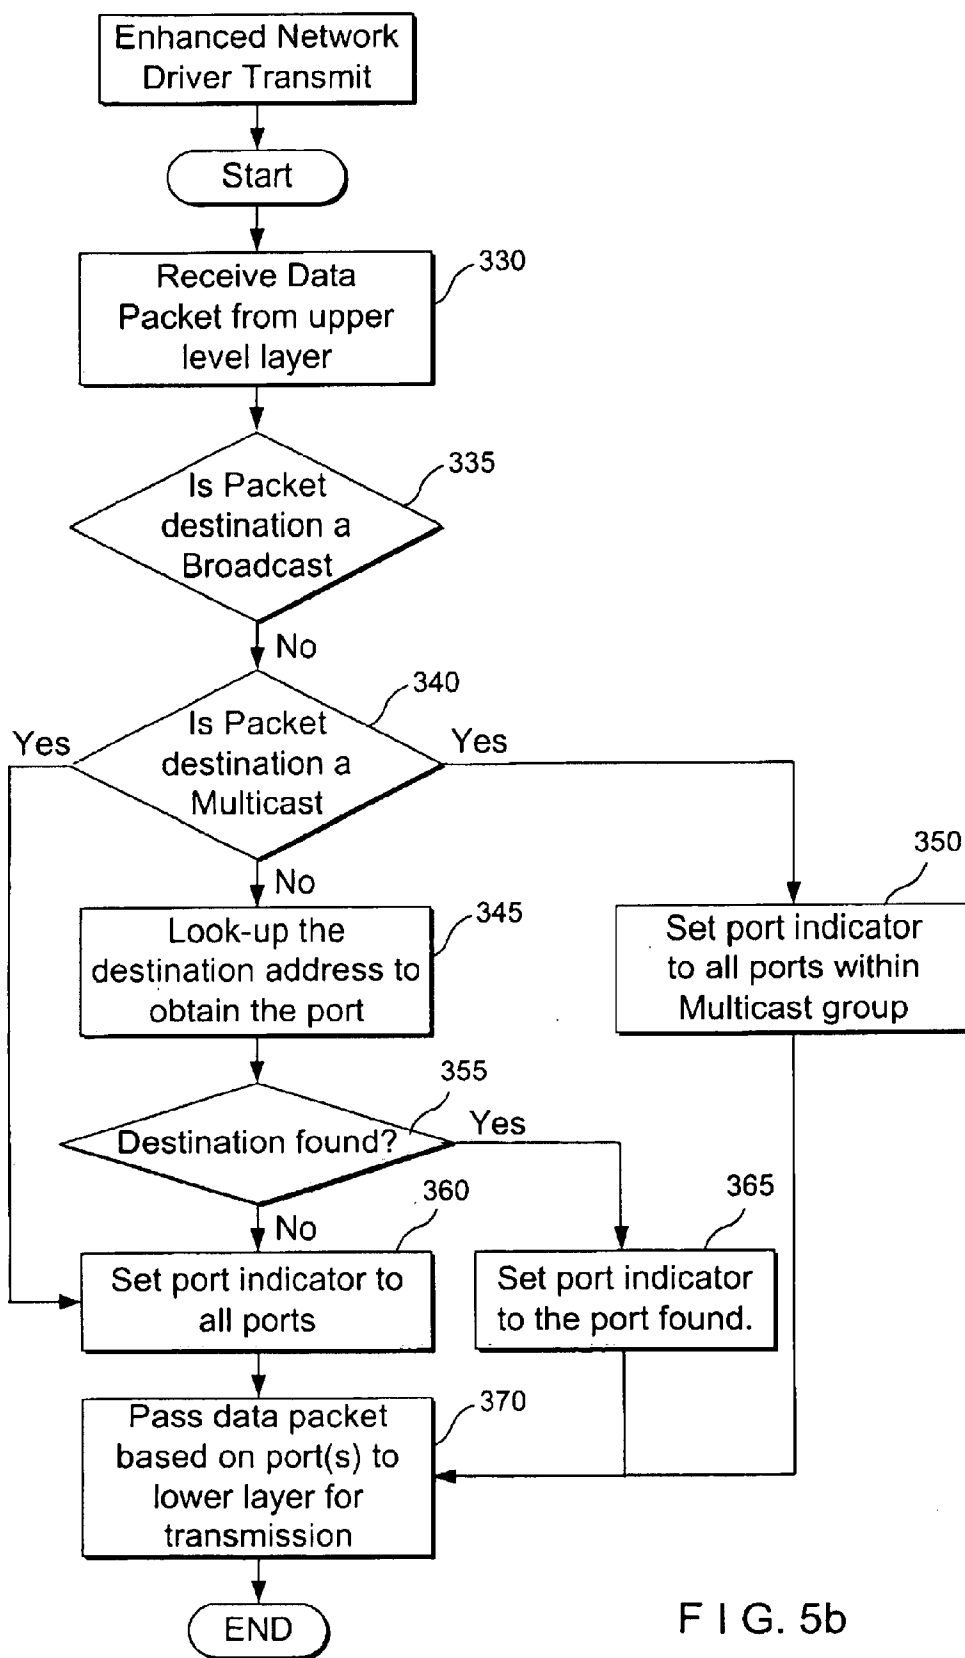 Enhanced Network
Driver Transmit
Start
Receive Data
Packet from upper
level layer
330
Is Packet
destination a
Broadcast
335
No
Is Packet
destination a
Multicast
340
Yes
Yes
No
Look-up the
destination address to
obtain the port
345
Set port indicator
to all ports within
Multicast group
350
Destination found?
355
Yes
No
Set port indicator to
all ports
360
Set port indicator
to the port found.
365
Pass data packet
based on port(s) to
lower layer for
transmission
370
END
F I G. 5b